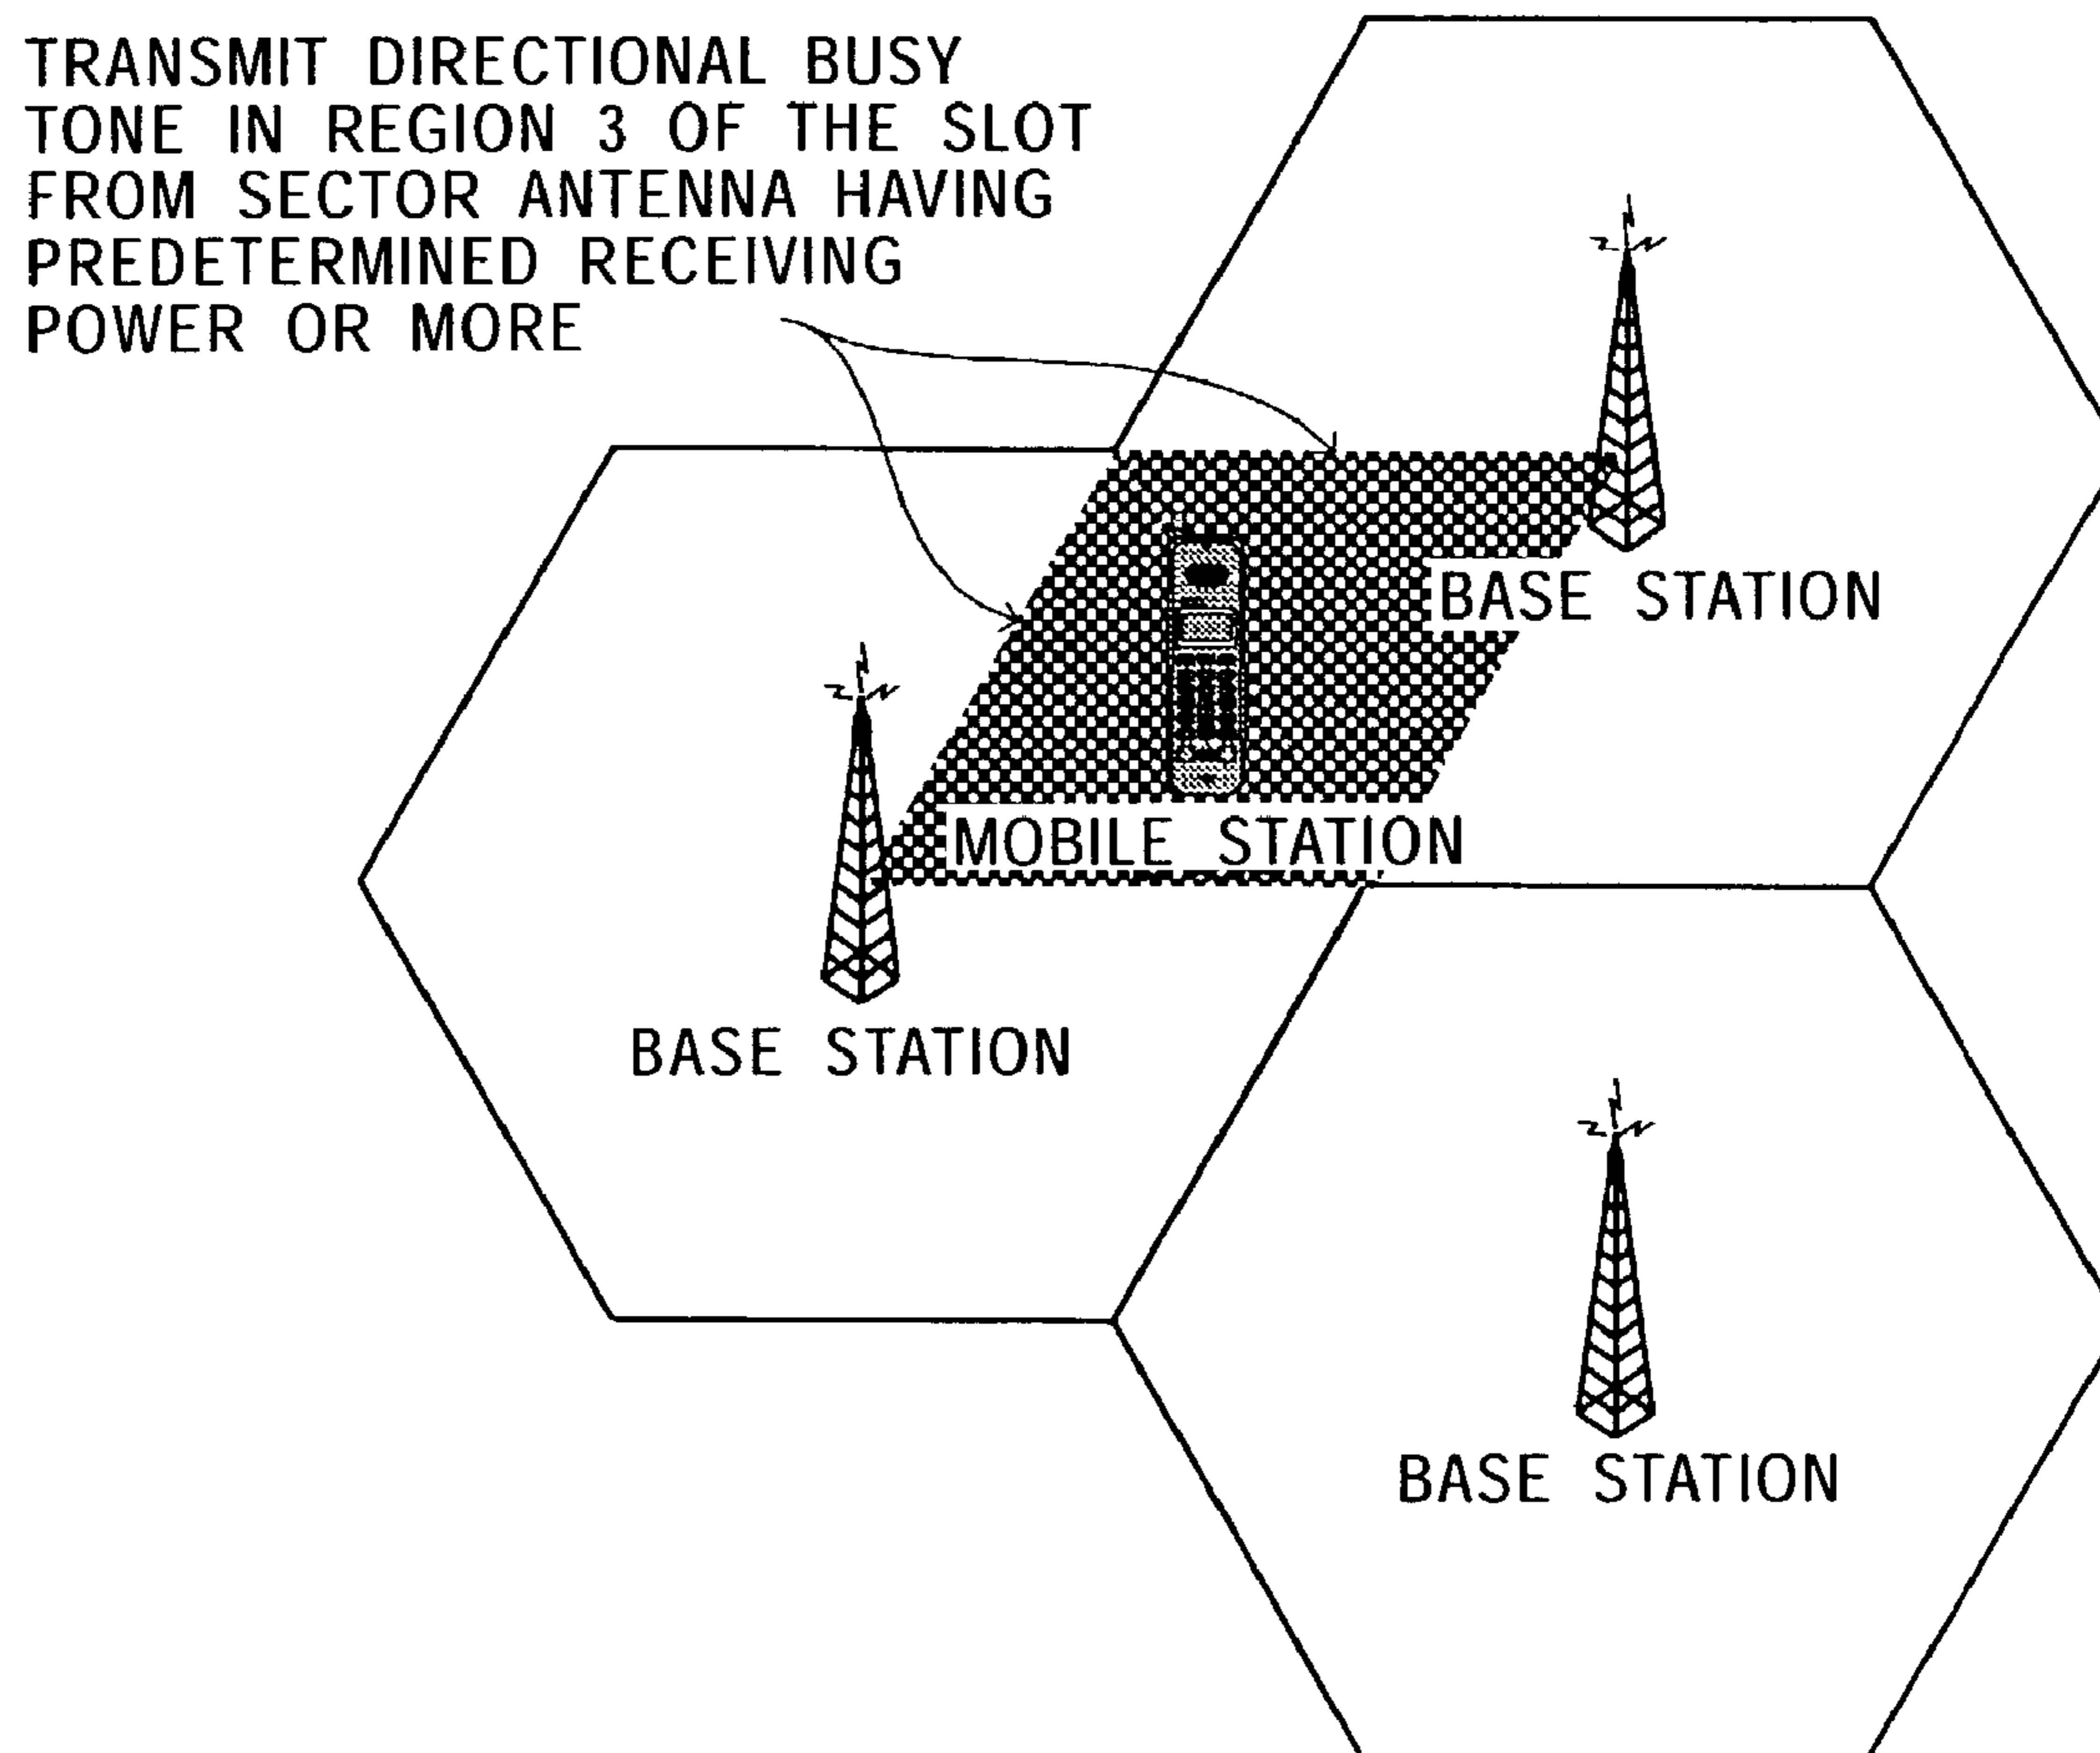 TRANSMIT DIRECTIONAL BUSY
TONE IN REGION 3 OF THE SLOT
FROM SECTOR ANTENNA HAVING
PREDETERMINED RECEIVING
POWER OR MORE
BASE STATION
MOBILE STATION
BASE STATION
BASE STATION